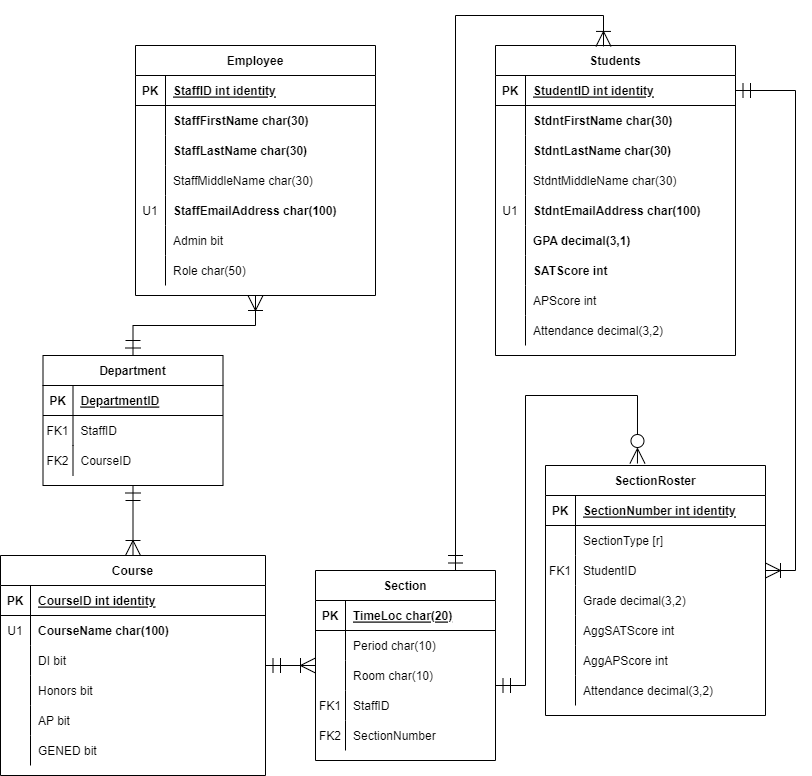 Employee
PK StaffID int identity
StaffFirstName char(30)
StaffLastName char(30)
StaffMiddleName char(30)
U1 StaffEmailAddress char(100)
Admin bit
Role char(50)
Students
PK StudentID int identity
StdntFirstName char(30)
StdntLastName char(30)
StdntMiddleName char(30)
U1 StdntEmailAddress char(100)
GPA decimal(3,1)
SATScore int
APScore int
Attendance decimal(3,2)
Department
PK DepartmentID
FK1 StaffID
FK2 CourseID
SectionRoster
PK SectionNumber int identity
SectionType [r]
FK1 StudentID
Grade decimal(3,2)
AggSATScore int
AggAPScore int
Attendance decimal(3,2)
Course
PK CourseID int identity
U1 CourseName char(100)
DI bit
Honors bit
AP bit
GENED bit
Section
PK TimeLoc char(20)
Period char(10)
Room char(10)
FK1 StaffID
FK2 SectionNumber